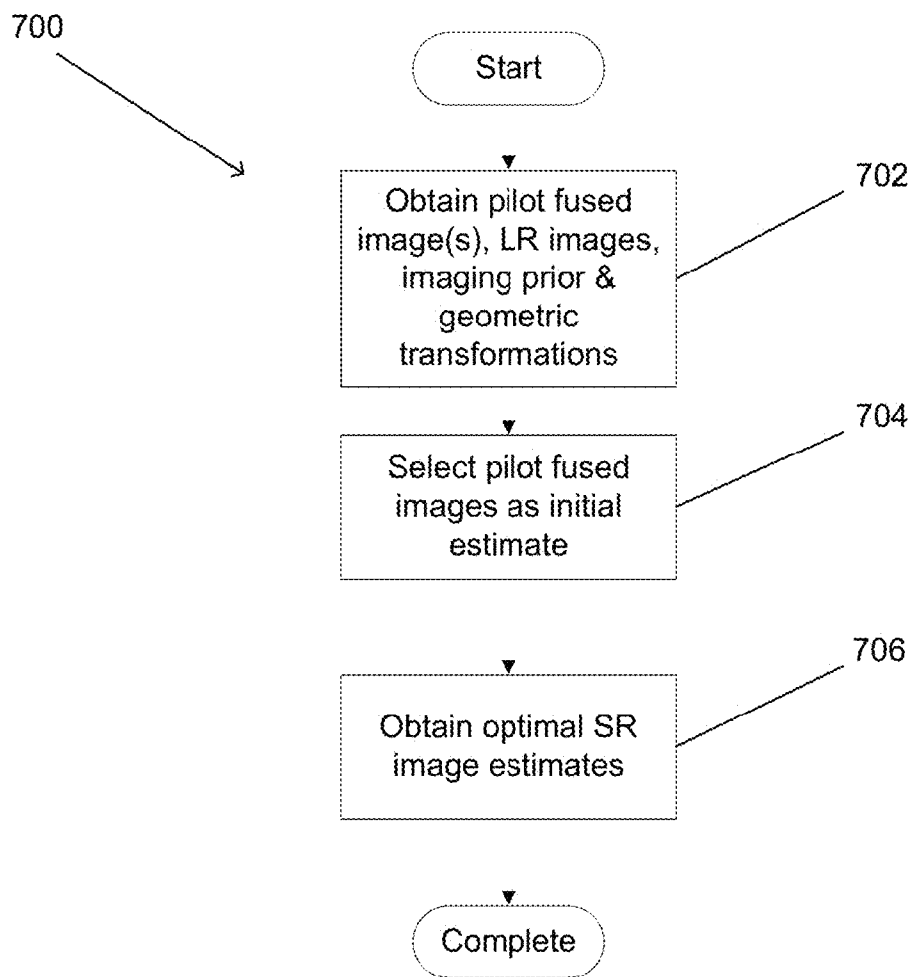 700
Start
702
Obtain pilot fused
image(s), LR images,
imaging prior &
geometric
transformations
704
Select pilot fused
images as initial
estimate
706
Obtain optimal SR
image estimates
Complete